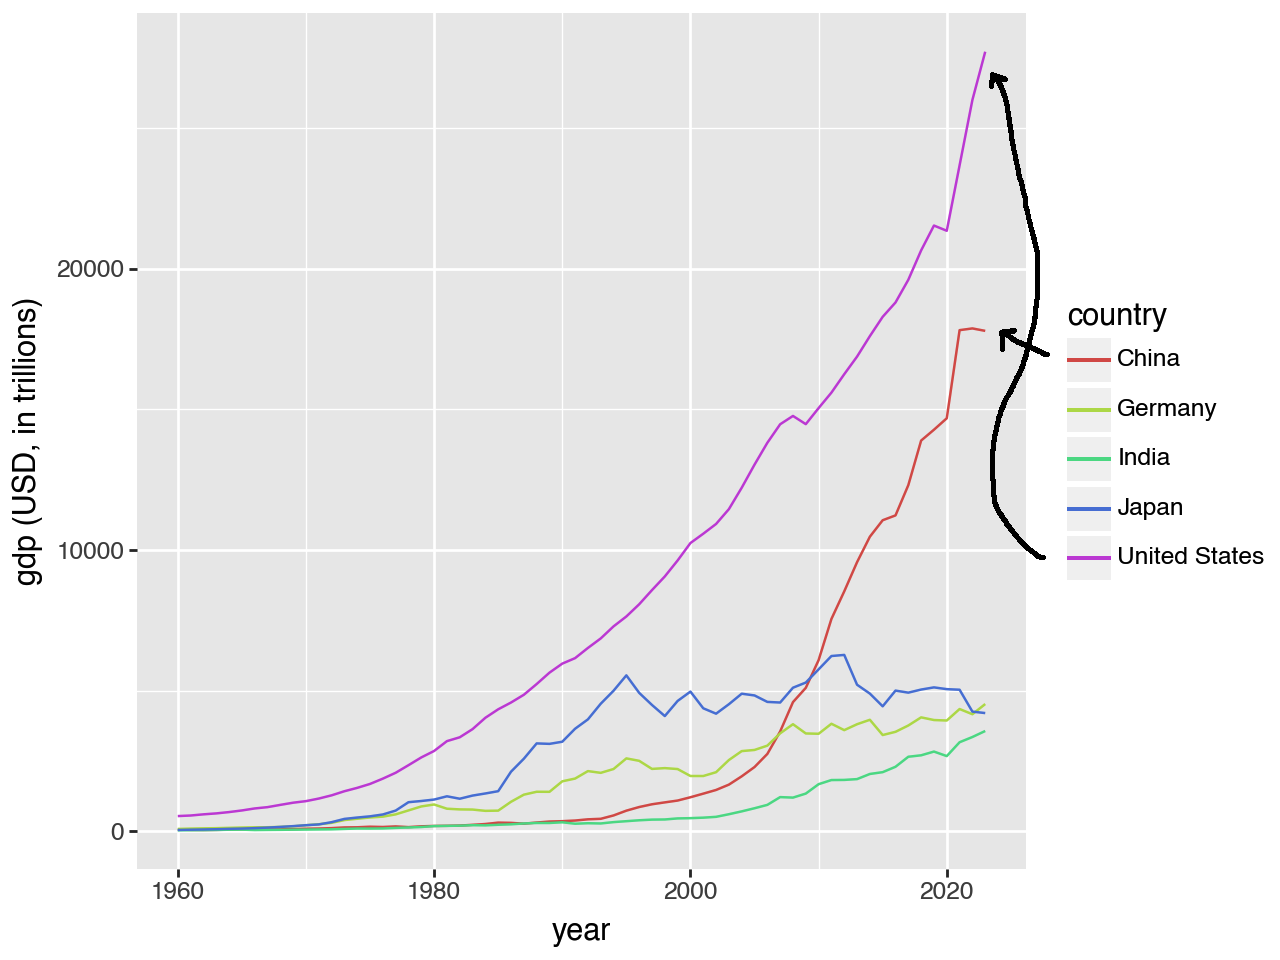 20000
10000
0
gdp (USD, in trillions)
1960
1980
2000
2020
year
country
China
Germany
India
Japan
United States